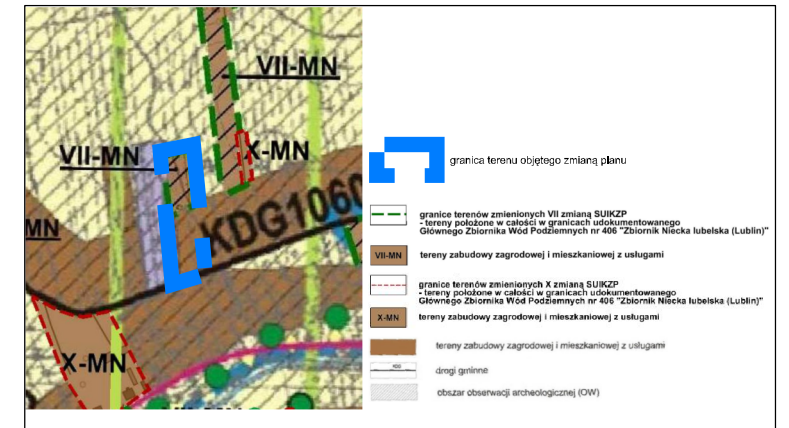 VII-MN
VII-MN
X-MN
MN
KDG1060
X-MN
granica terenu objętego zmianą planu
granice terenów zmienionych VII zmianą SUIKZP
- tereny położone w całości w granicach udokumentowanego
Głównego Zbiornika Wód Podziemnych nr 406 "Zbiornik Niecka lubelska (Lublin)"
VII-MN tereny zabudowy zagrodowej i mieszkaniowej z usługami
granice terenów zmienionych X zmianą SUIKZP
- tereny położone w całości w granicach udokumentowanego
Głównego Zbiornika Wód Podziemnych nr 406 "Zbiornik Niecka lubelska (Lublin)"
X-MN tereny zabudowy zagrodowej i mieszkaniowej z usługami
tereny zabudowy zagrodowej i mieszkaniowej z usługami
drogi gminne
obszar obserwacji archeologicznej (OW)